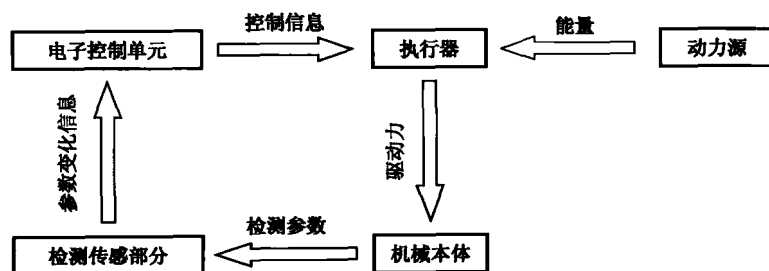 控制信息
能量
电子控制单元
执行器
动力源
参数变化信息
驱动力
检测参数
检测传感部分
机械本体